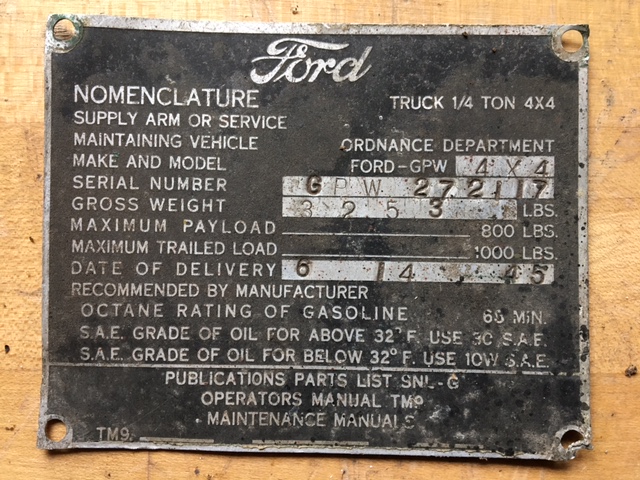 Ford
NOMENCLATURE TRUCK 1/4 TON 4X4
SUPPLY ARM OR SERVICE
MAINTAINING VEHICLE ORDNANCE DEPARTMENT
MAKE AND MODEL FORD-GPW 4X4
SERIAL NUMBER GPW 272117
GROSS WEIGHT 3253 LBS.
MAXIMUM PAYLOAD 800 LBS.
MAXIMUM TRAILED LOAD 1000 LBS.
DATE OF DELIVERY 6 14 45
RECOMMENDED BY MANUFACTURER
OCTANE RATING OF GASOLINE 68 MIN.
S.A.E. GRADE OF OIL FOR ABOVE 32° F. USE 30 S.A.E.
S.A.E. GRADE OF OIL FOR BELOW 32° F. USE 10W S.A.E.
PUBLICATIONS PARTS LIST SNL-G
OPERATORS MANUAL TM9
MAINTENANCE MANUALS
TM9.